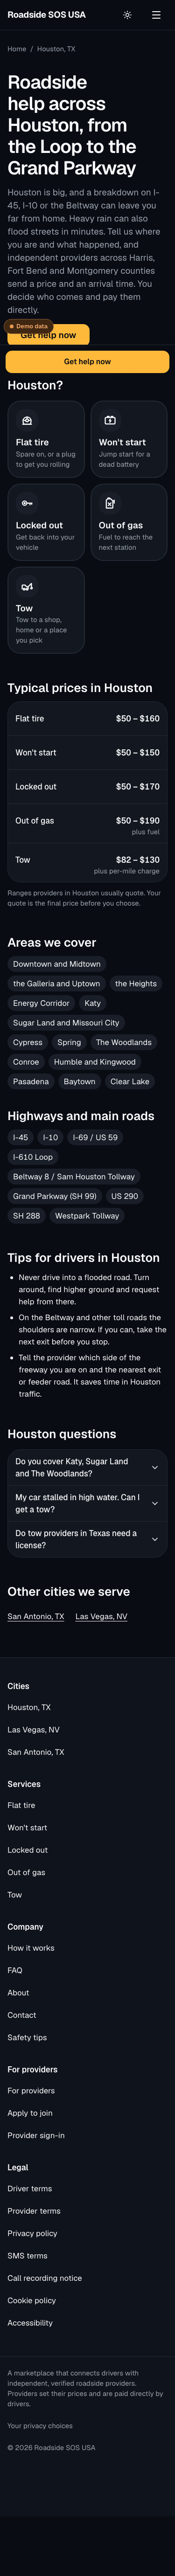 Roadside SOS USA
Home / Houston, TX
Roadside
help across
Houston, from
the Loop to the
Grand Parkway
Houston is big, and a breakdown on I-
45, I-10 or the Beltway can leave you
far from home. Heavy rain can also
flood streets in minutes. Tell us where
you are and what happened, and
independent providers across Harris,
Fort Bend and Montgomery counties
send a price and an arrival time. You
decide who comes and pay them
directly.
Demo data
Get help now
Get help now
Houston?
Flat tire
Spare on, or a plug
to get you rolling
Won't start
Jump start for a
dead battery
Locked out
Get back into your
vehicle
Out of gas
Fuel to reach the
next station
Tow
Tow to a shop,
home or a place
you pick
Typical prices in Houston
Flat tire $50 – $160
Won't start $50 – $150
Locked out $50 – $170
Out of gas $50 – $190
plus fuel
Tow $82 – $130
plus per-mile charge
Ranges providers in Houston usually quote. Your
quote is the final price before you choose.
Areas we cover
Downtown and Midtown
the Galleria and Uptown the Heights
Energy Corridor Katy
Sugar Land and Missouri City
Cypress Spring The Woodlands
Conroe Humble and Kingwood
Pasadena Baytown Clear Lake
Highways and main roads
I-45 I-10 I-69 / US 59
I-610 Loop
Beltway 8 / Sam Houston Tollway
Grand Parkway (SH 99) US 290
SH 288 Westpark Tollway
Tips for drivers in Houston
• Never drive into a flooded road. Turn
around, find higher ground and request
help from there.
• On the Beltway and other toll roads the
shoulders are narrow. If you can, take the
next exit before you stop.
• Tell the provider which side of the
freeway you are on and the nearest exit
or feeder road. It saves time in Houston
traffic.
Houston questions
Do you cover Katy, Sugar Land
and The Woodlands?
My car stalled in high water. Can I
get a tow?
Do tow providers in Texas need a
license?
Other cities we serve
San Antonio, TX Las Vegas, NV
Cities
Houston, TX
Las Vegas, NV
San Antonio, TX
Services
Flat tire
Won't start
Locked out
Out of gas
Tow
Company
How it works
FAQ
About
Contact
Safety tips
For providers
For providers
Apply to join
Provider sign-in
Legal
Driver terms
Provider terms
Privacy policy
SMS terms
Call recording notice
Cookie policy
Accessibility
A marketplace that connects drivers with
independent, verified roadside providers.
Providers set their prices and are paid directly by
drivers.
Your privacy choices
© 2026 Roadside SOS USA